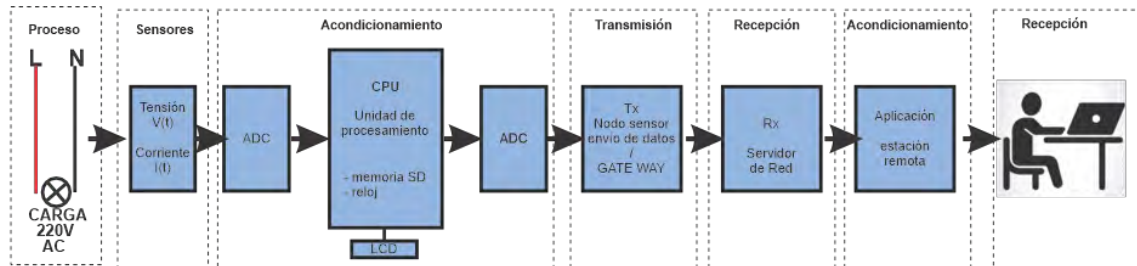 Proceso
L N
CARGA
220V
AC
Sensores
Tensión
V(t)
Corriente
I(t)
Acondicionamiento
ADC
CPU
Unidad de
procesamiento
- memoria SD
- reloj
LCD
ADC
Transmisión
Tx
Nodo sensor
envio de datos
/
GATE WAY
Recepción
Rx
Servidor
de Red
Acondicionamiento
Aplicación
estación
remota
Recepción